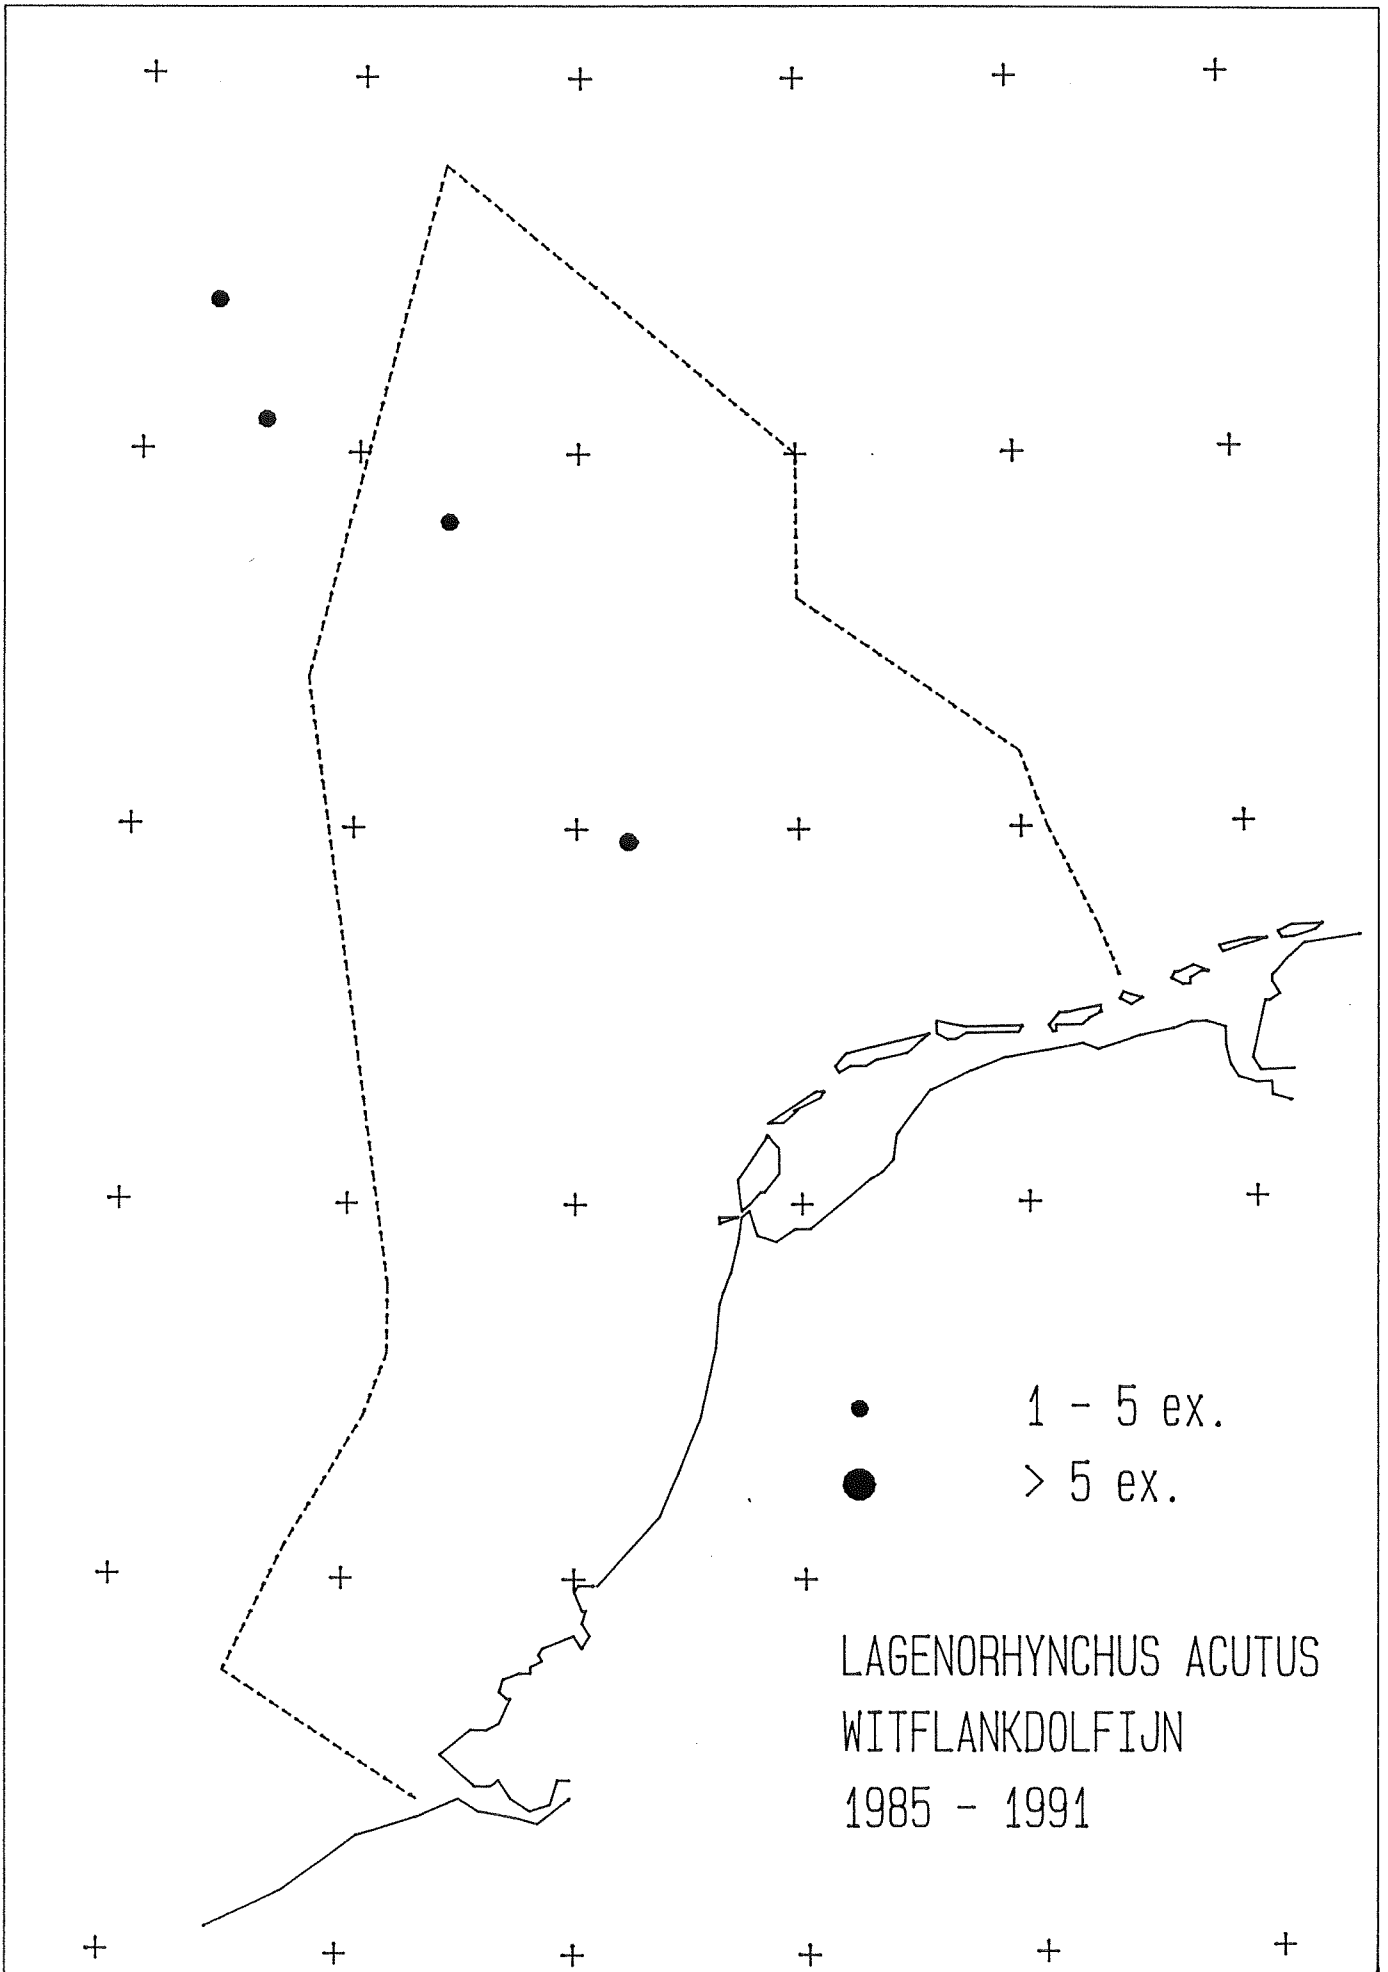 1 - 5 ex.
> 5 ex.
LAGENORHYNCHUS ACUTUS
WITFLANKDOLFIJN
1985 - 1991